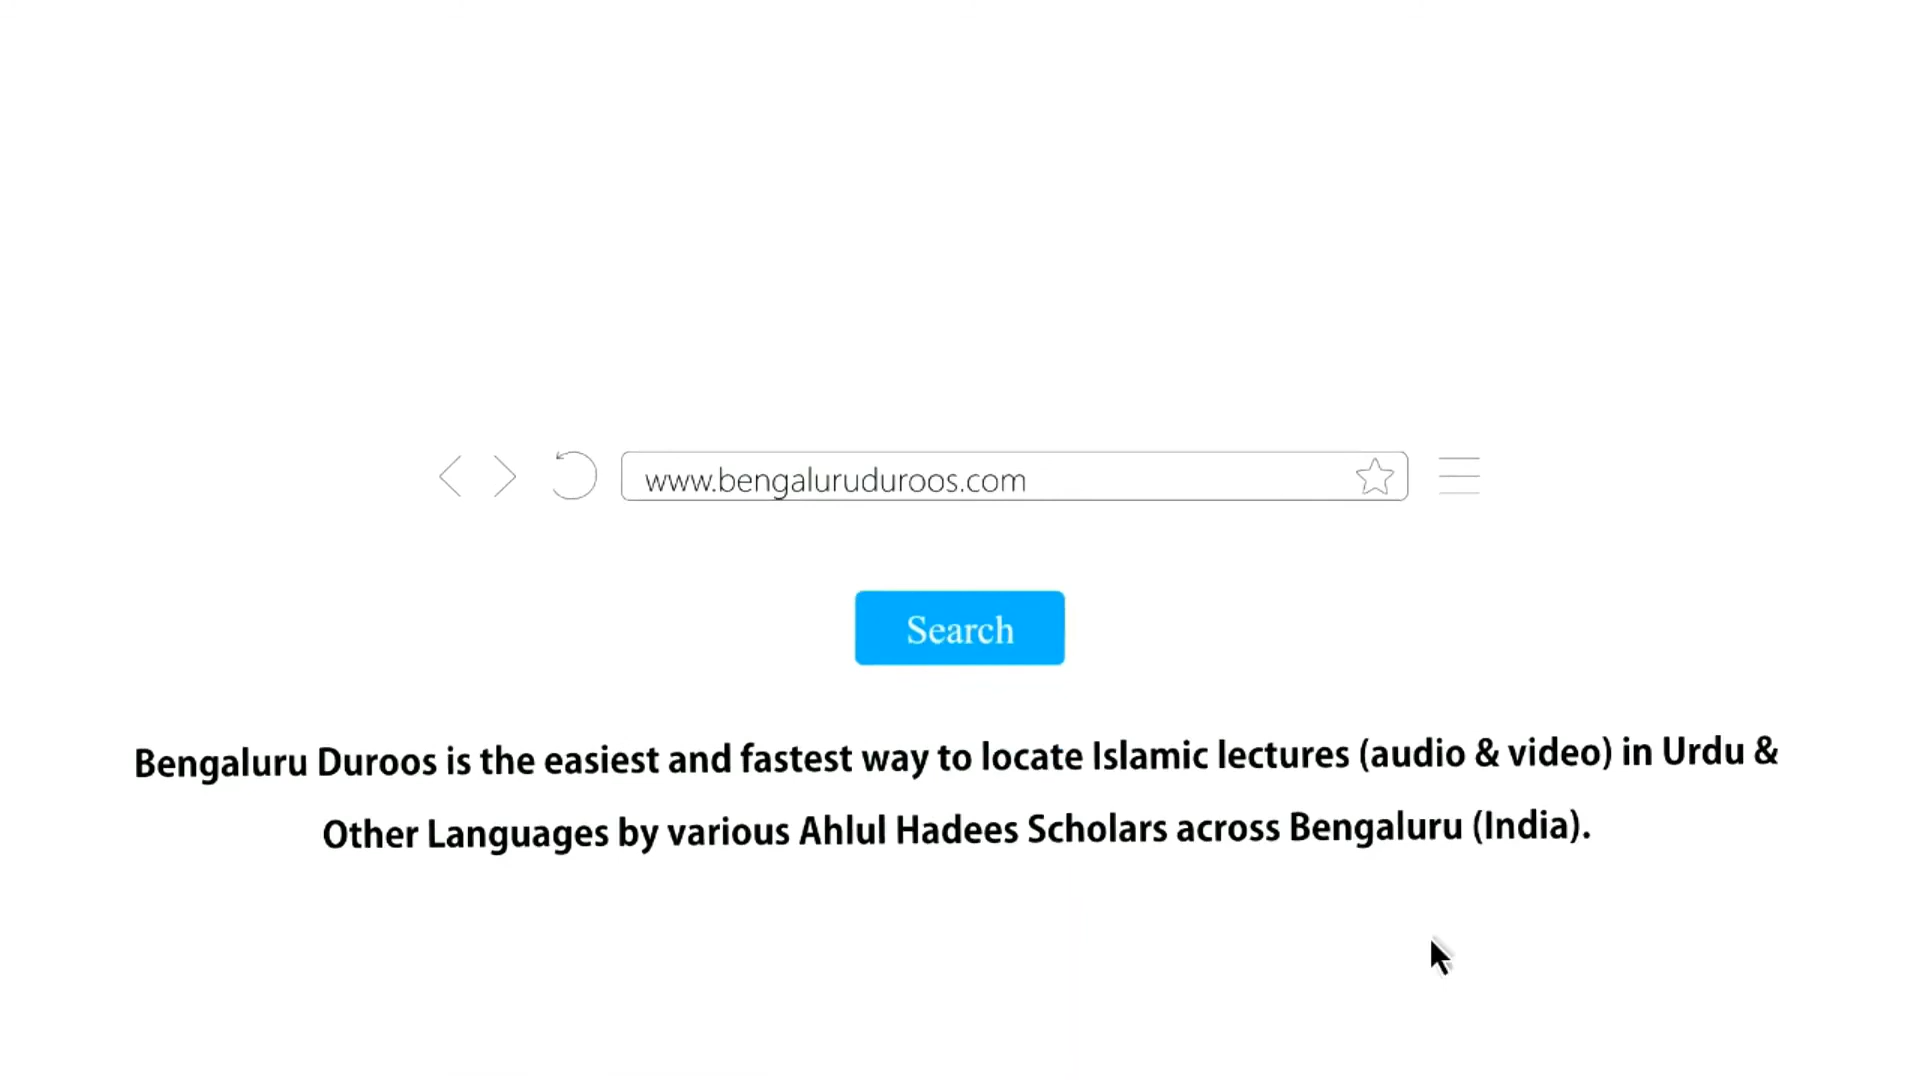 www.bengaluruduroos.com
Search
Bengaluru Duroos is the easiest and fastest way to locate Islamic lectures (audio & video) in Urdu &
Other Languages by various Ahlul Hadees Scholars across Bengaluru (India).